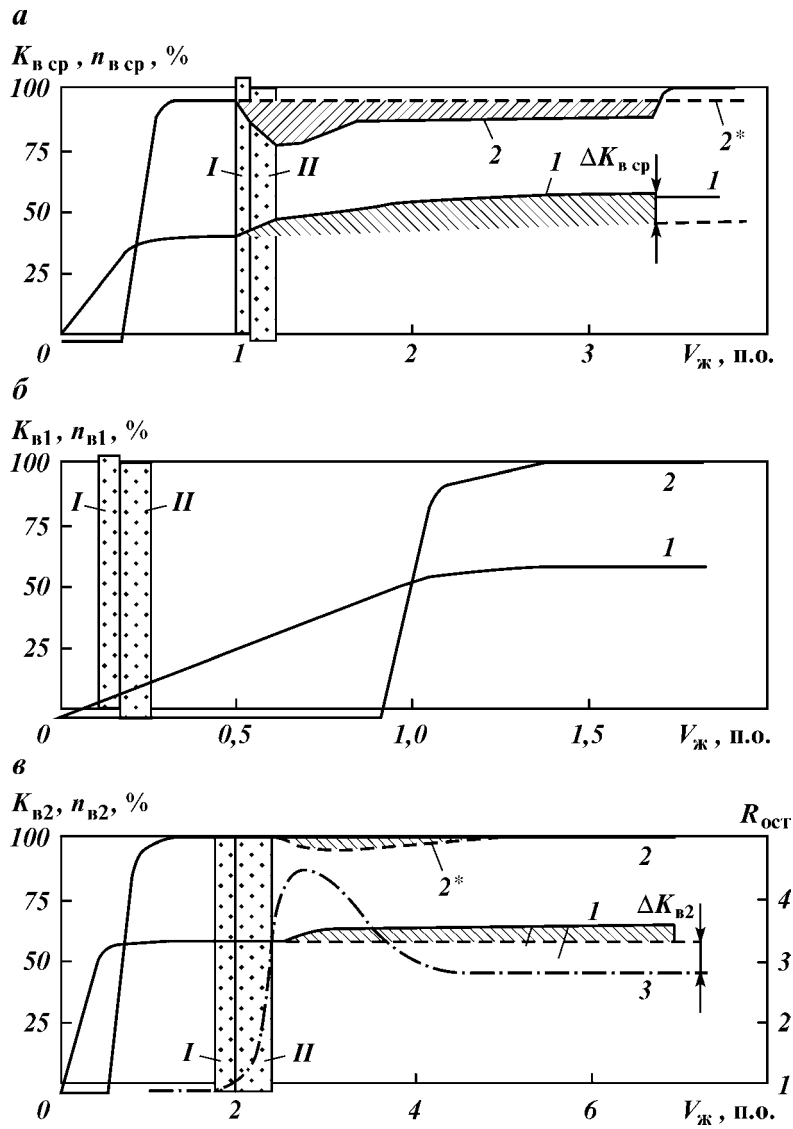 а
K в ср , n в ср , %
100
75
50
25
0
I
II
2
2*
1
ΔK в ср
1
1
2
3
V ж , п.о.
б
K в1, n в1, %
100
75
50
25
0
I
II
2
1
0,5
1,0
1,5
V ж , п.о.
в
K в2, n в2, %
R ост
100
75
50
25
0
I
II
2*
2
1
ΔK в2
3
4
3
2
1
2
4
6
V ж , п.о.